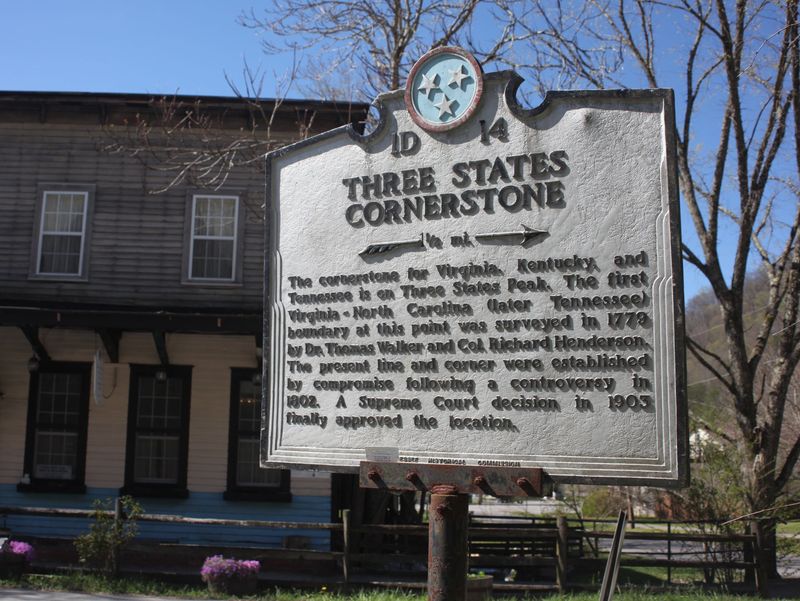 1D 14
THREE STATES
CORNERSTONE
1/2 mi.
The cornerstone for Virginia, Kentucky, and
Tennessee is on Three States Peak. The first
Virginia - North Carolina (later Tennessee)
boundary at this point was surveyed in 1779
by Dr. Thomas Walker and Col. Richard Henderson.
The present line and corner were established
by compromise following a controversy in
1802. A Supreme Court decision in 1903
finally approved the location.
HISTORICAL COMMISSION